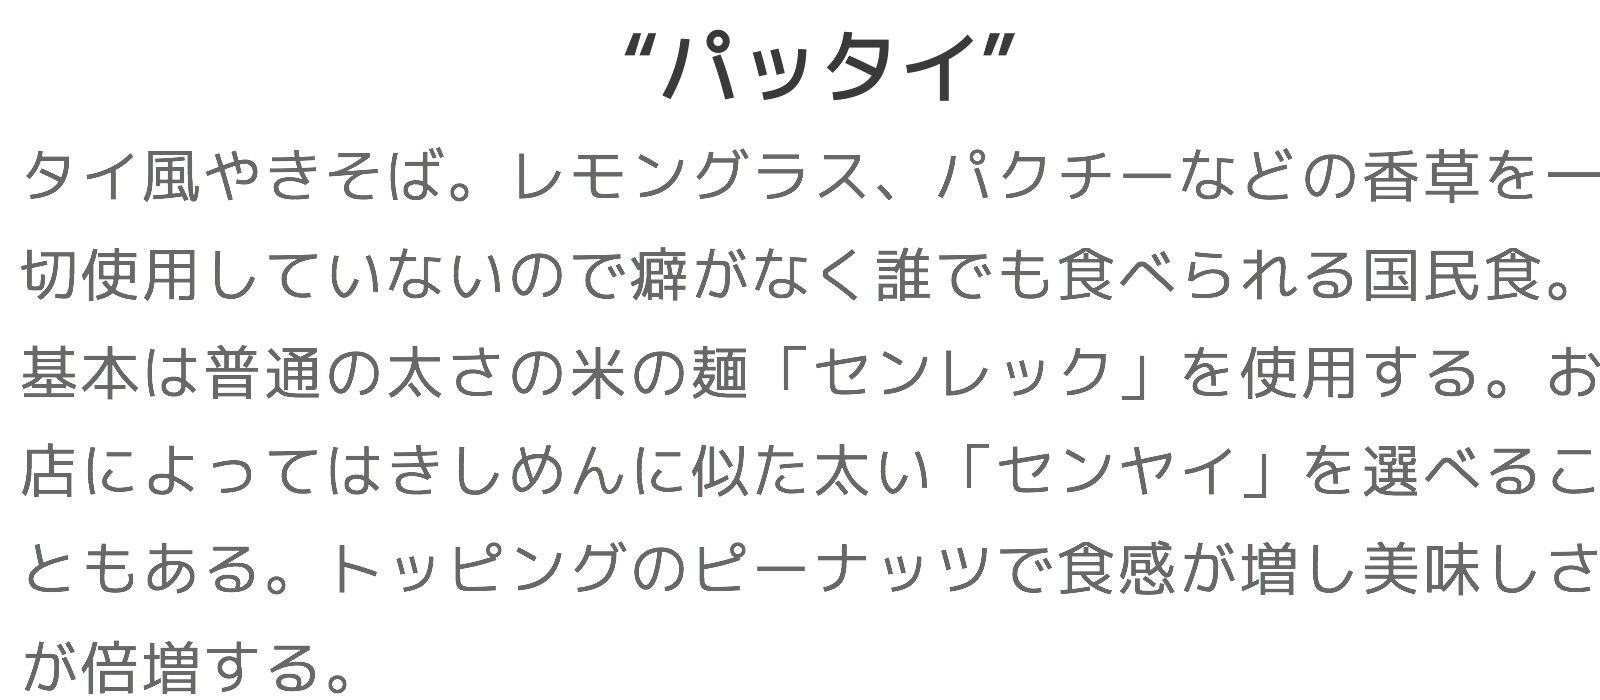 “パッタイ”
タイ風やきそば。レモングラス、パクチーなどの香草を一
切使用していないので癖がなく誰でも食べられる国民食。
基本は普通の太さの米の麺「センレック」を使用する。お
店によってはきしめんに似た太い「センヤイ」を選べるこ
ともある。トッピングのピーナッツで食感が増し美味しさ
が倍増する。